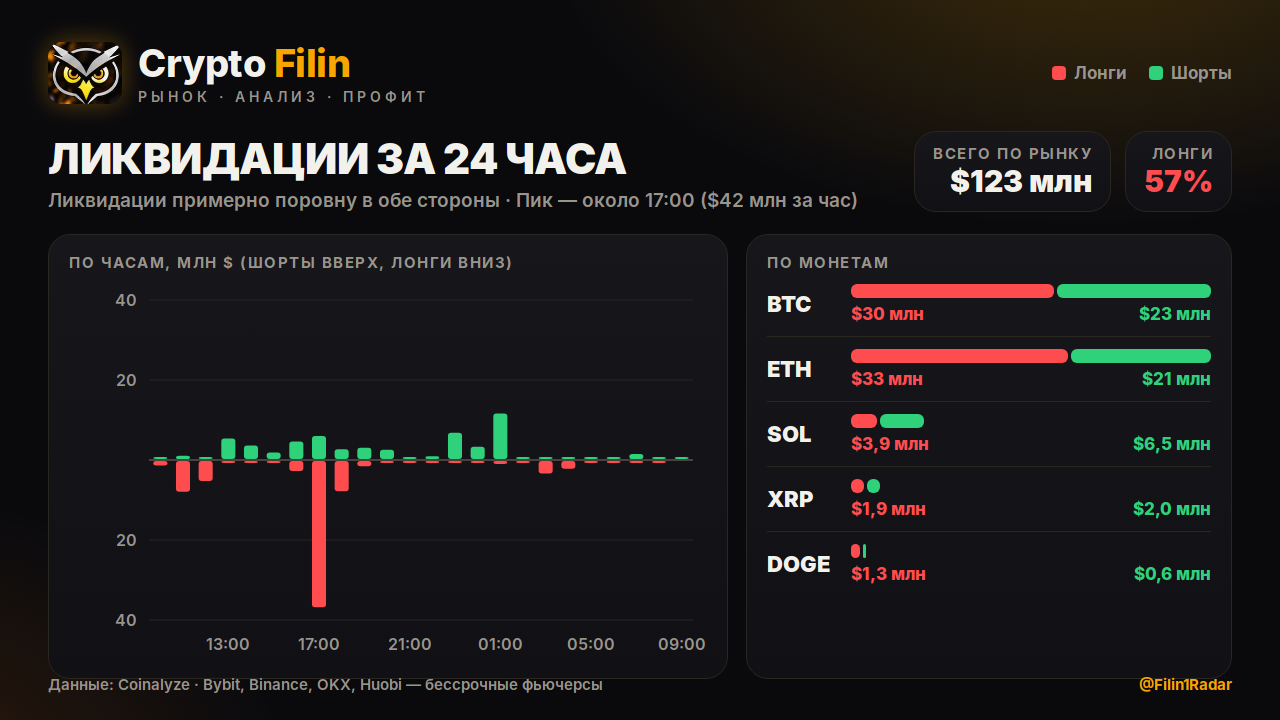 Crypto Filin
РЫНОК · АНАЛИЗ · ПРОФИТ
Лонги
Шорты
ЛИКВИДАЦИИ ЗА 24 ЧАСА
Ликвидации примерно поровну в обе стороны · Пик — около 17:00 ($42 млн за час)
ВСЕГО ПО РЫНКУ
$123 млн
ЛОНГИ
57%
ПО ЧАСАМ, МЛН $ (ШОРТЫ ВВЕРХ, ЛОНГИ ВНИЗ)
40
20
20
40
13:00 17:00 21:00 01:00 05:00 09:00
ПО МОНЕТАМ
BTC
$30 млн $23 млн
ETH
$33 млн $21 млн
SOL
$3,9 млн $6,5 млн
XRP
$1,9 млн $2,0 млн
DOGE
$1,3 млн $0,6 млн
Данные: Coinalyze · Bybit, Binance, OKX, Huobi — бессрочные фьючерсы
@Filin1Radar